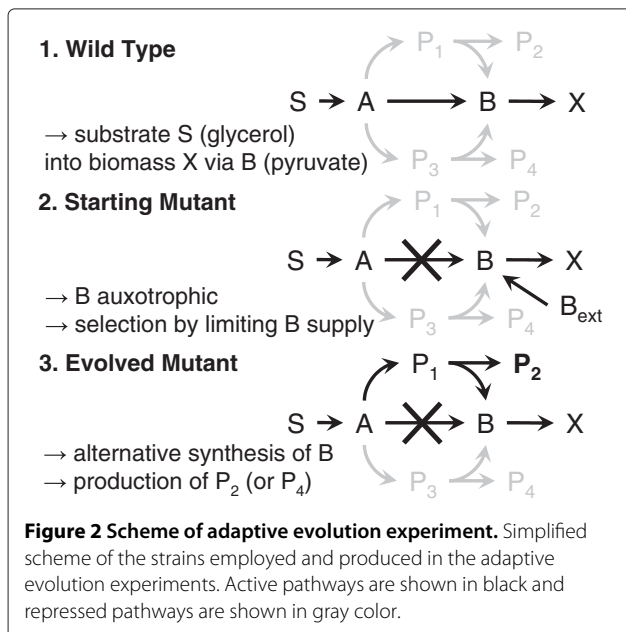 1. Wild Type
P1 P2
S A B X
→ substrate S (glycerol)
into biomass X via B (pyruvate)
P3 P4
2. Starting Mutant
P1 P2
S A B X
→ B auxotrophic
→ selection by limiting B supply
P3 P4
Bext
3. Evolved Mutant
P1 P2
S A B X
→ alternative synthesis of B
→ production of P2 (or P4)
P3 P4
Figure 2 Scheme of adaptive evolution experiment. Simplified
scheme of the strains employed and produced in the adaptive
evolution experiments. Active pathways are shown in black and
repressed pathways are shown in gray color.